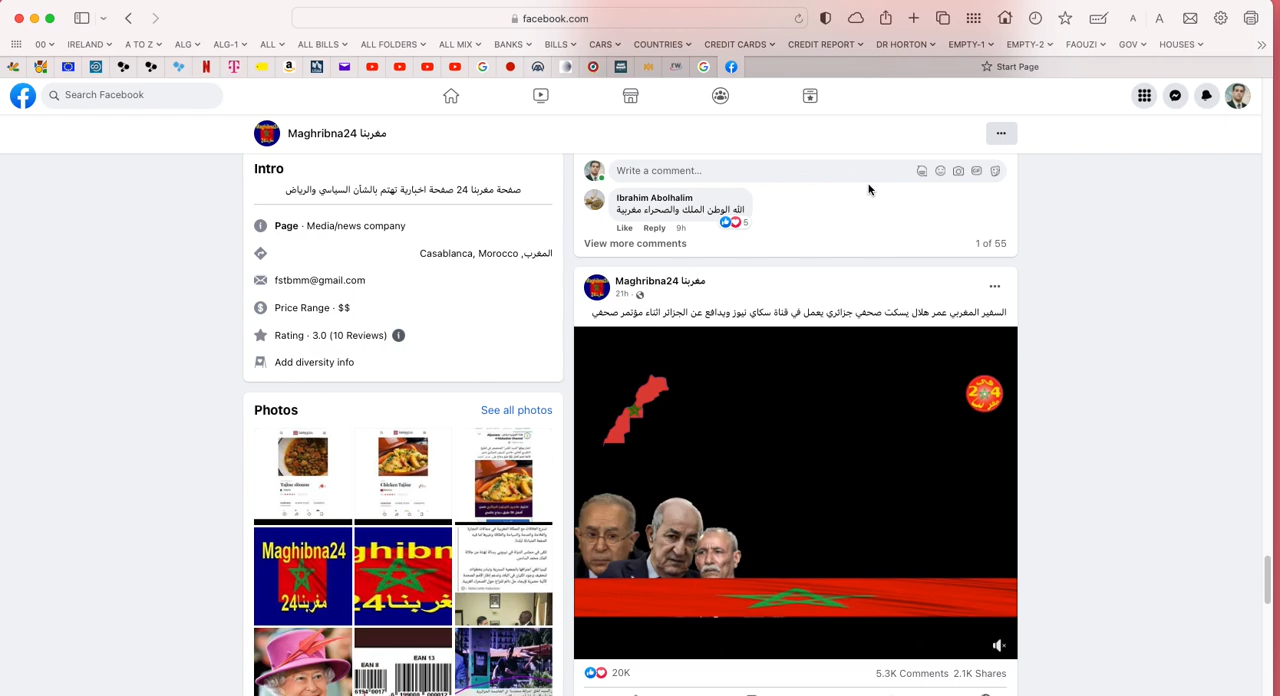 facebook.com
00 IRELAND A TO Z ALG ALG-1 ALL ALL BILLS ALL FOLDERS ALL MIX BANKS BILLS CARS COUNTRIES CREDIT CARDS CREDIT REPORT DR HORTON EMPTY-1 EMPTY-2 FAOUZI GOV HOUSES
Start Page
Search Facebook
Maghribna24 مغربنا
Intro
صفحة مغربنا 24 صفحة اخبارية تهتم بالشأن السياسي والرياض
Page · Media/news company
Casablanca, Morocco ,المغرب
fstbmm@gmail.com
Price Range · $$
Rating · 3.0 (10 Reviews)
Add diversity info
Photos
See all photos
Maghibna24
مغربنا24
EAN 8
EAN 13
Write a comment...
Ibrahim Abolhalim
الله الوطن الملك والصحراء مغربية
5
Like Reply 9h
View more comments
1 of 55
Maghribna24 مغربنا
21h ·
السفير المغربي عمر هلال يسكت صحفي جزائري يعمل في قناة سكاي نيوز ويدافع عن الجزائر اثناء مؤتمر صحفي
20K
5.3K Comments 2.1K Shares